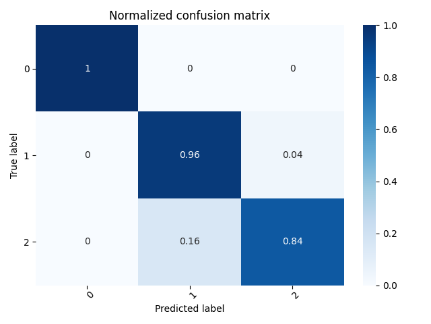 Normalized confusion matrix
True label
0
1 0 0
1
0 0.96 0.04
2
0 0.16 0.84
0 1 2
Predicted label
1.0
0.8
0.6
0.4
0.2
0.0